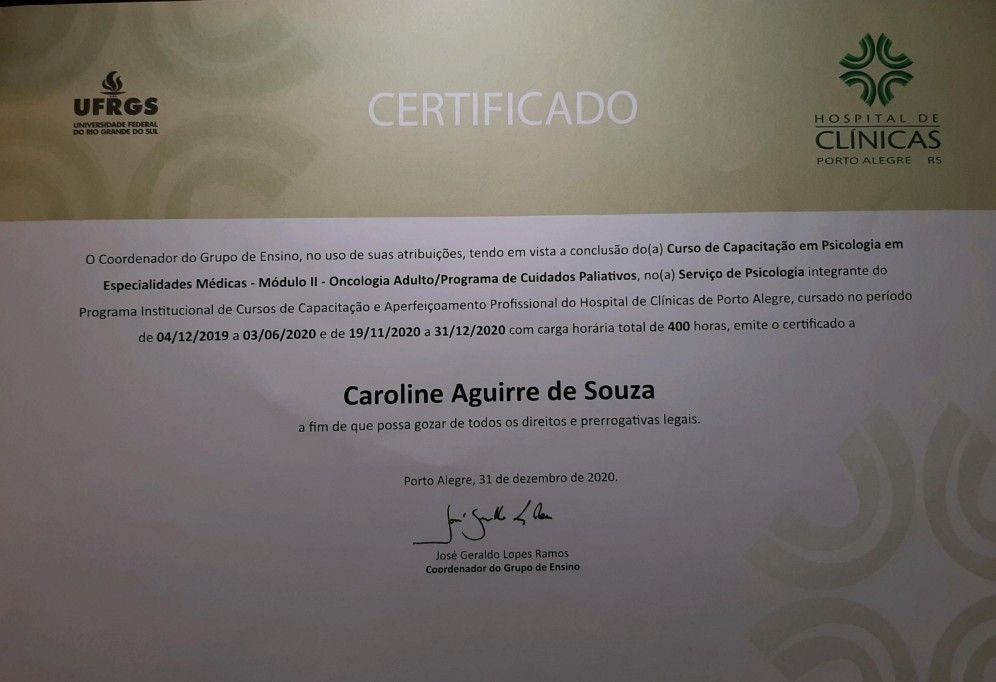 UFRGS
UNIVERSIDADE FEDERAL
DO RIO GRANDE DO SUL
CERTIFICADO
HOSPITAL DE
CLÍNICAS
PORTO ALEGRE RS
O Coordenador do Grupo de Ensino, no uso de suas atribuições, tendo em vista a conclusão do(a) Curso de Capacitação em Psicologia em
Especialidades Médicas - Módulo II - Oncologia Adulto/Programa de Cuidados Paliativos, no(a) Serviço de Psicologia integrante do
Programa Institucional de Cursos de Capacitação e Aperfeiçoamento Profissional do Hospital de Clínicas de Porto Alegre, cursado no período
de 04/12/2019 a 03/06/2020 e de 19/11/2020 a 31/12/2020 com carga horária total de 400 horas, emite o certificado a
Caroline Aguirre de Souza
a fim de que possa gozar de todos os direitos e prerrogativas legais.
Porto Alegre, 31 de dezembro de 2020.
José Geraldo Lopes Ramos
Coordenador do Grupo de Ensino